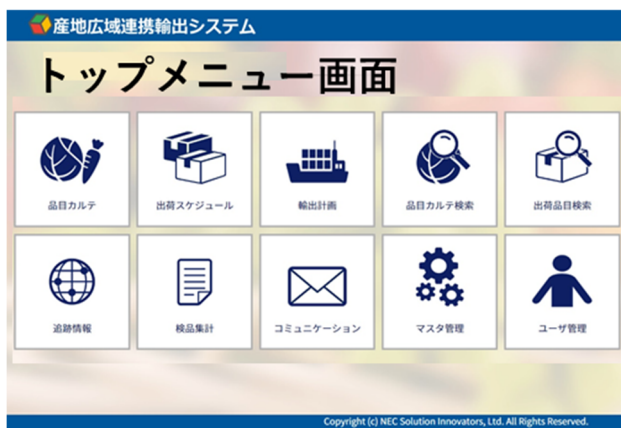 産地広域連携輸出システム
トップメニュー画面
品目カルテ
出荷スケジュール
輸出計画
品目カルテ検索
出荷品目検索
追跡情報
検品集計
コミュニケーション
マスタ管理
ユーザ管理
Copyright (c) NEC Solution Innovators, Ltd. All Rights Reserved.